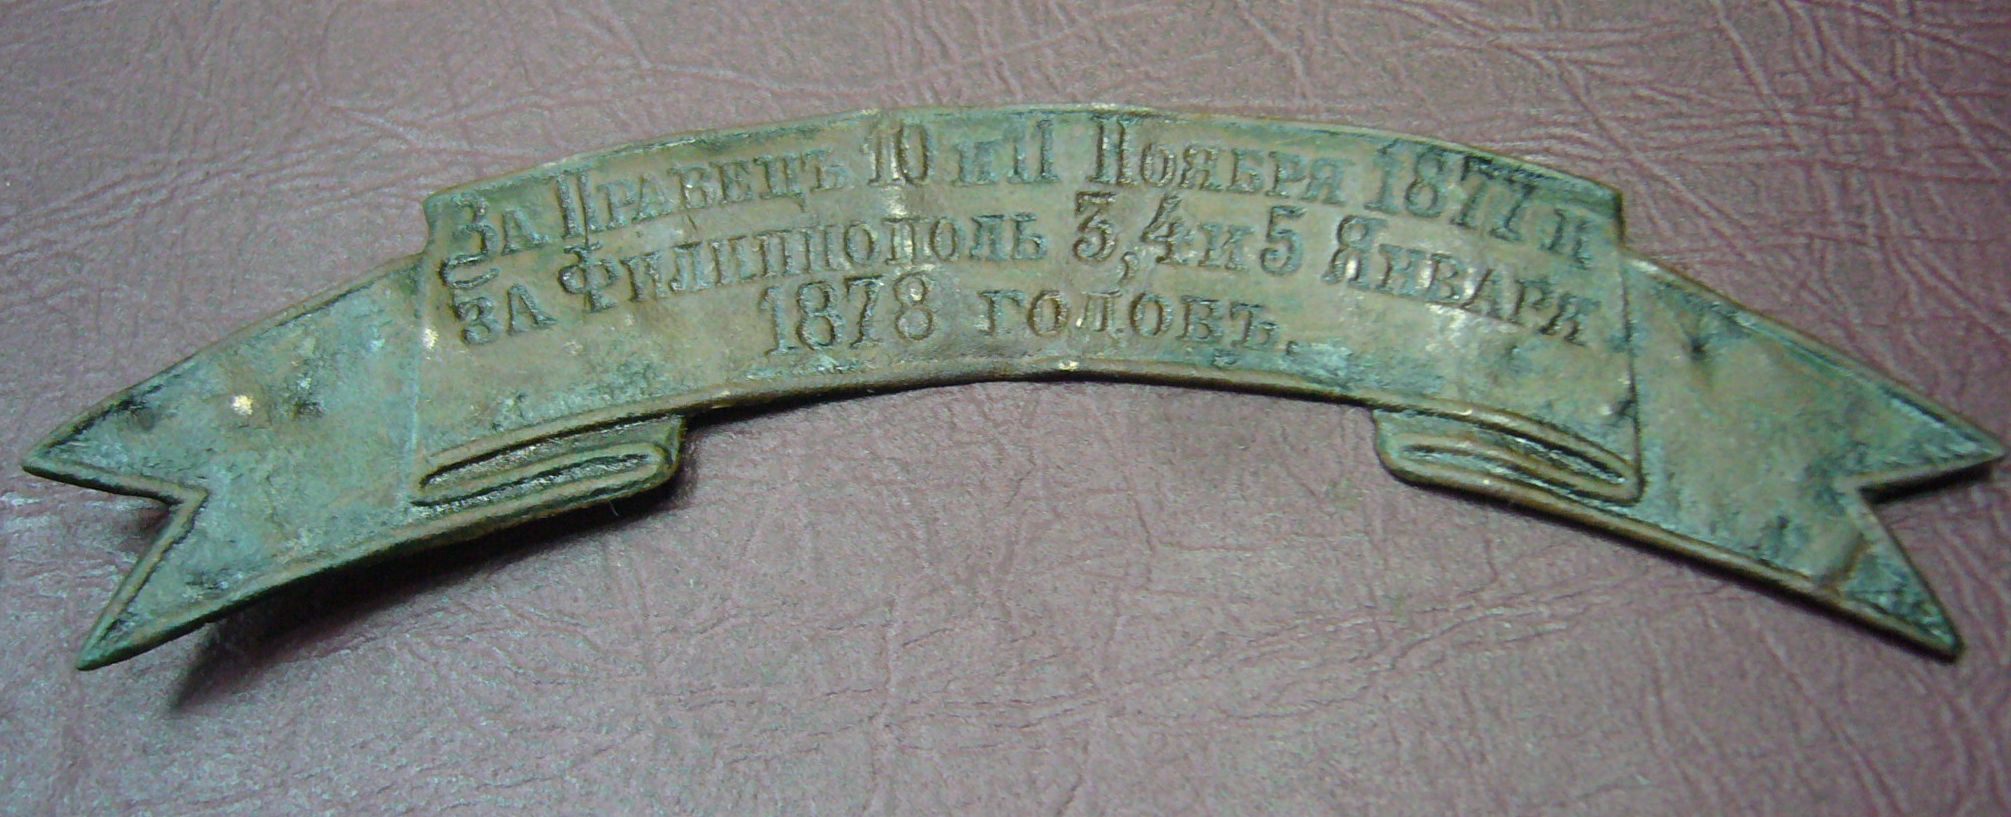 За Правецъ 10 и 11 Ноября 1877 и
за Филиппополь 3, 4 и 5 Января
1878 годовъ.